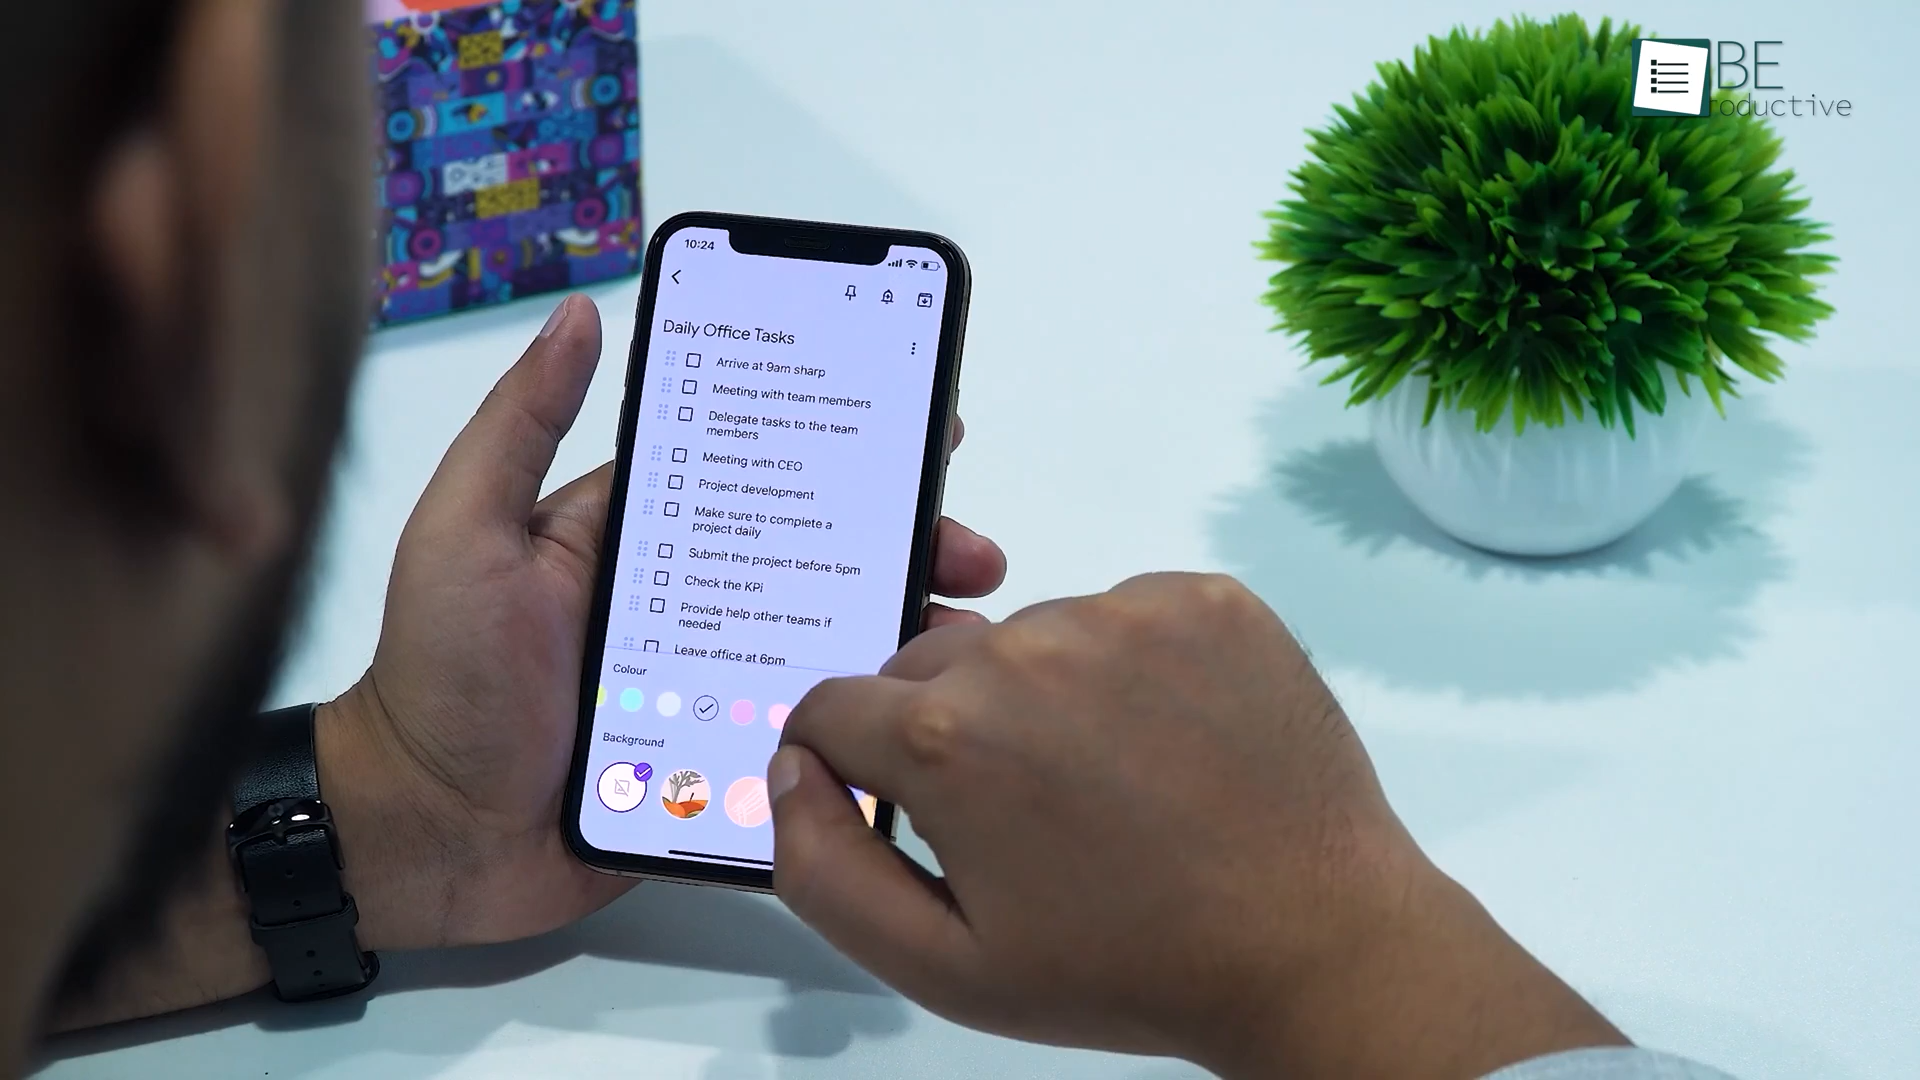 BE
roductive
10:24
Daily Office Tasks
Arrive at 9am sharp
Meeting with team members
Delegate tasks to the team
members
Meeting with CEO
Project development
Make sure to complete a
project daily
Submit the project before 5pm
Check the KPi
Provide help other teams if
needed
Leave office at 6pm
Colour
Background